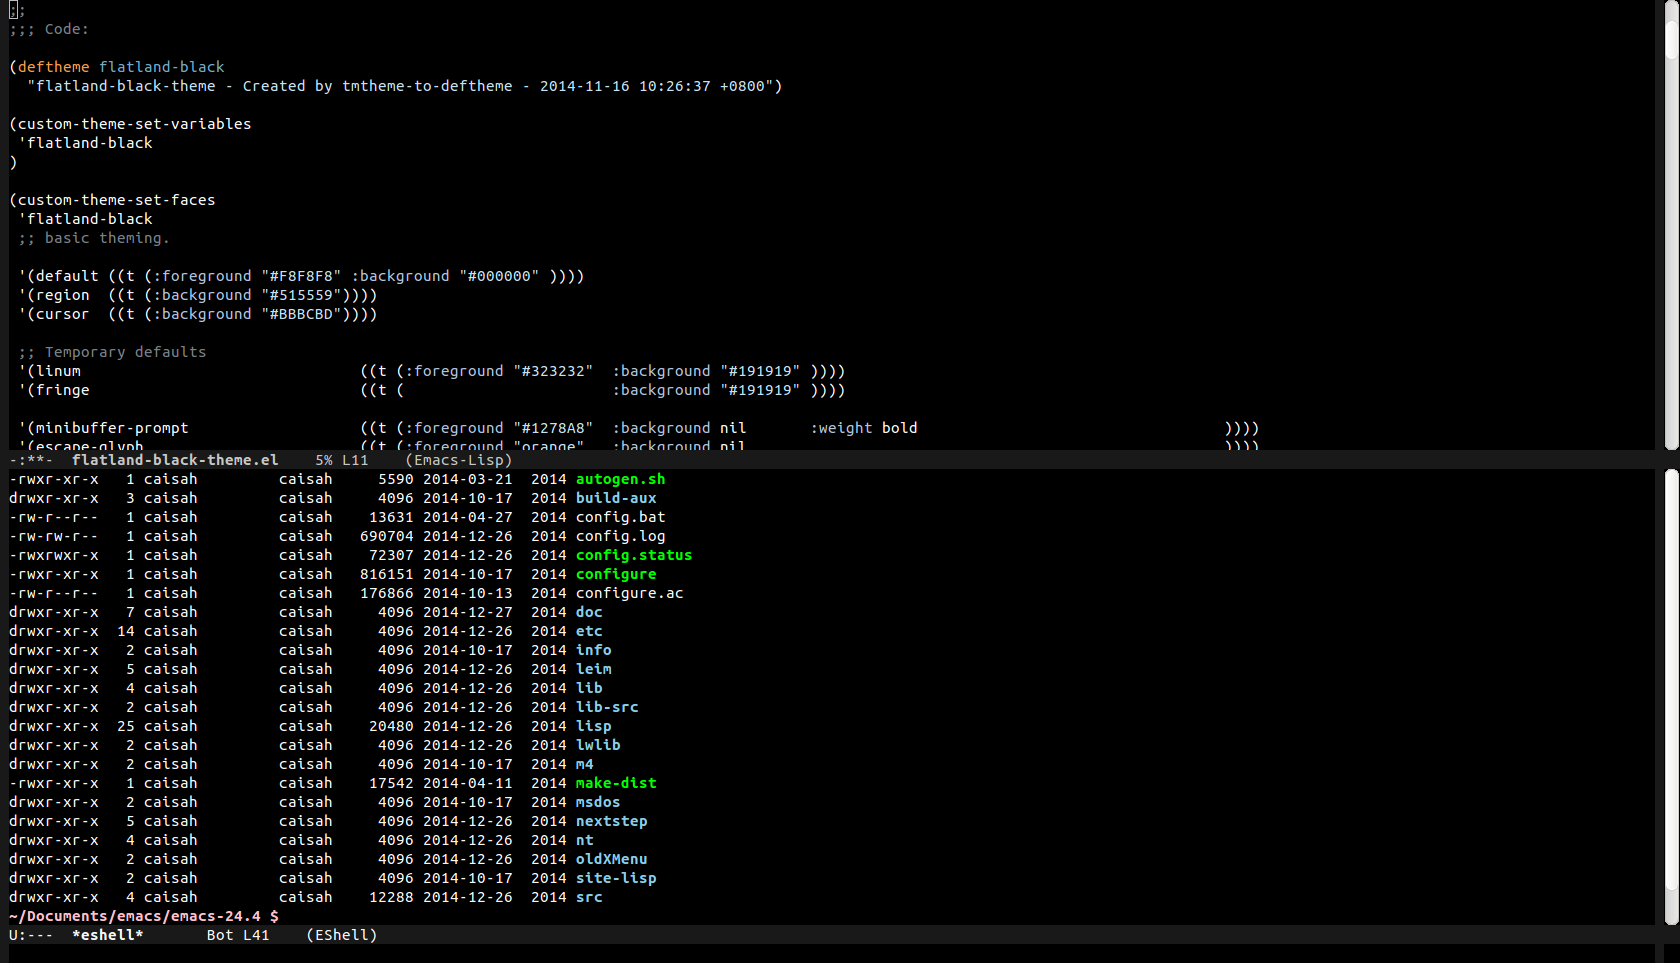 ;;
;;; Code:

(deftheme flatland-black
  "flatland-black-theme - Created by tmtheme-to-deftheme - 2014-11-16 10:26:37 +0800")

(custom-theme-set-variables
 'flatland-black
)

(custom-theme-set-faces
 'flatland-black
 ;; basic theming.

 '(default ((t (:foreground "#F8F8F8" :background "#000000" ))))
 '(region  ((t (:background "#515559"))))
 '(cursor  ((t (:background "#BBBCBD"))))

 ;; Temporary defaults
 '(linum                               ((t (:foreground "#323232"  :background "#191919" ))))
 '(fringe                              ((t (                       :background "#191919" ))))

 '(minibuffer-prompt                   ((t (:foreground "#1278A8"  :background nil       :weight bold                                  ))))
 '(escape-glyph                        ((t (:foreground "orange"   :background nil                                                     ))))
-:**-  flatland-black-theme.el    5% L11    (Emacs-Lisp)
-rwxr-xr-x   1 caisah         caisah     5590 2014-03-21  2014 autogen.sh
drwxr-xr-x   3 caisah         caisah     4096 2014-10-17  2014 build-aux
-rw-r--r--   1 caisah         caisah    13631 2014-04-27  2014 config.bat
-rw-rw-r--   1 caisah         caisah   690704 2014-12-26  2014 config.log
-rwxrwxr-x   1 caisah         caisah    72307 2014-12-26  2014 config.status
-rwxr-xr-x   1 caisah         caisah   816151 2014-10-17  2014 configure
-rw-r--r--   1 caisah         caisah   176866 2014-10-13  2014 configure.ac
drwxr-xr-x   7 caisah         caisah     4096 2014-12-27  2014 doc
drwxr-xr-x  14 caisah         caisah     4096 2014-12-26  2014 etc
drwxr-xr-x   2 caisah         caisah     4096 2014-10-17  2014 info
drwxr-xr-x   5 caisah         caisah     4096 2014-12-26  2014 leim
drwxr-xr-x   4 caisah         caisah     4096 2014-12-26  2014 lib
drwxr-xr-x   2 caisah         caisah     4096 2014-12-26  2014 lib-src
drwxr-xr-x  25 caisah         caisah    20480 2014-12-26  2014 lisp
drwxr-xr-x   2 caisah         caisah     4096 2014-12-26  2014 lwlib
drwxr-xr-x   2 caisah         caisah     4096 2014-10-17  2014 m4
-rwxr-xr-x   1 caisah         caisah    17542 2014-04-11  2014 make-dist
drwxr-xr-x   2 caisah         caisah     4096 2014-10-17  2014 msdos
drwxr-xr-x   5 caisah         caisah     4096 2014-12-26  2014 nextstep
drwxr-xr-x   4 caisah         caisah     4096 2014-12-26  2014 nt
drwxr-xr-x   2 caisah         caisah     4096 2014-12-26  2014 oldXMenu
drwxr-xr-x   2 caisah         caisah     4096 2014-10-17  2014 site-lisp
drwxr-xr-x   4 caisah         caisah    12288 2014-12-26  2014 src
~/Documents/emacs/emacs-24.4 $
U:---  *eshell*       Bot L41    (EShell)